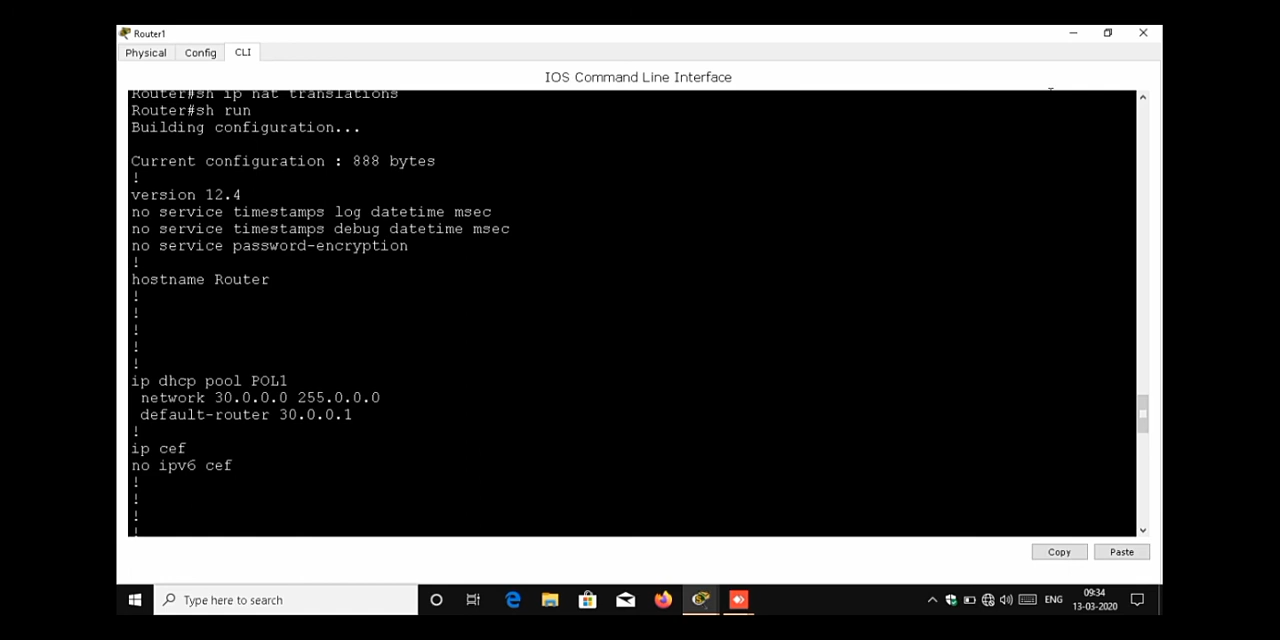 Router1
Physical Config CLI
IOS Command Line Interface
Router#sh ip nat translations
Router#sh run
Building configuration...
Current configuration : 888 bytes
!
version 12.4
no service timestamps log datetime msec
no service timestamps debug datetime msec
no service password-encryption
!
hostname Router
!
!
!
!
!
ip dhcp pool POL1
network 30.0.0.0 255.0.0.0
default-router 30.0.0.1
!
ip cef
no ipv6 cef
!
!
!
!
Copy Paste
Type here to search
ENG
09:34
13-03-2020